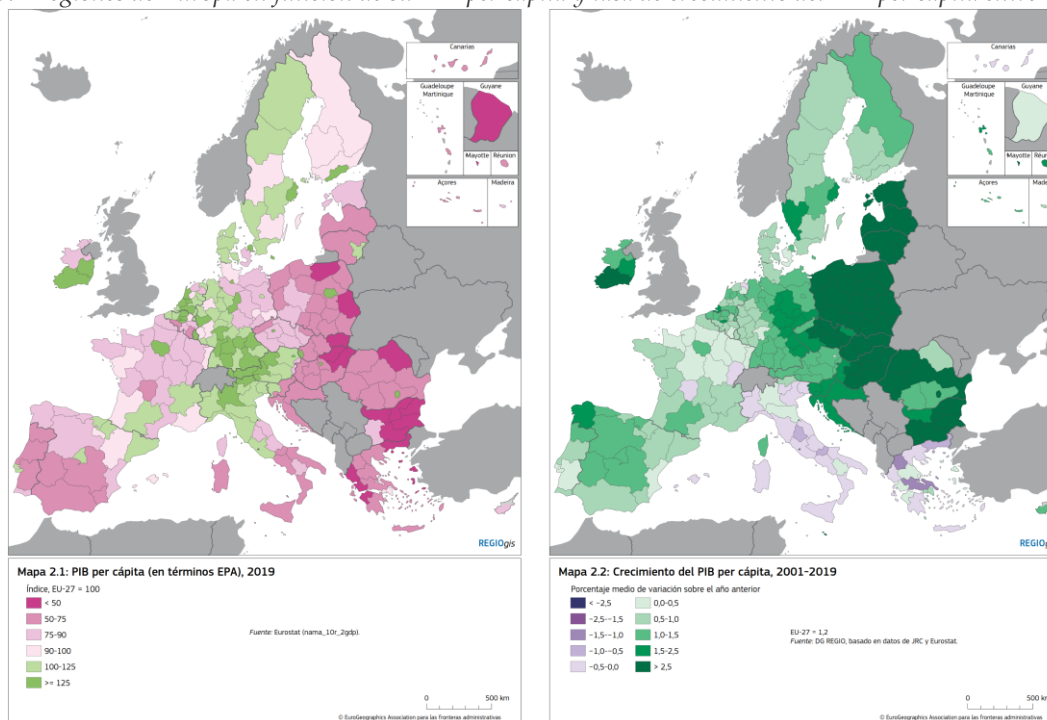 Canarias
Guadeloupe
Martinique
Guyane
Mayotte
Réunion
Açores
Madeira
REGIOgis
Mapa 2.1: PIB per cápita (en términos EPA), 2019
Índice, EU-27 = 100
< 50
50-75
75-90
90-100
100-125
>= 125
Fuente: Eurostat (nama_10r_2gdp).
0 500 km
© EuroGeographics Association para las fronteras administrativas
Canarias
Guadeloupe
Martinique
Guyane
Mayotte
Réu
Açores
Made
REGIOg
Mapa 2.2: Crecimiento del PIB per cápita, 2001-2019
Porcentaje medio de variación sobre el año anterior
< -2,5
-2,5--1,5
-1,5--1,0
-1,0--0,5
-0,5-0,0
0,0-0,5
0,5-1,0
1,0-1,5
1,5-2,5
> 2,5
EU-27 = 1,2
Fuente: DG REGIO, basado en datos de JRC y Eurostat.
0 500 km
© EuroGeographics Association para las fronteras administrativas